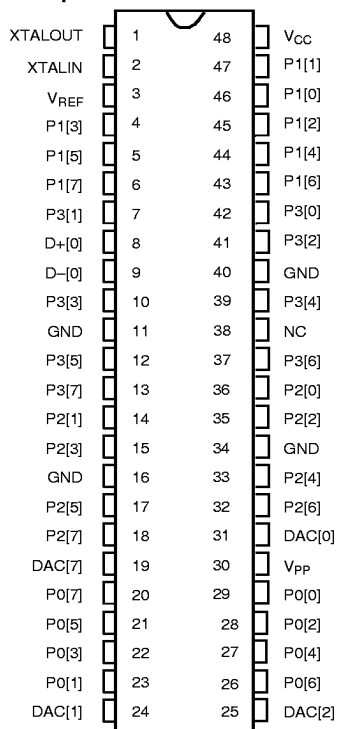 XTALOUT 1 48 VCC
XTALIN 2 47 P1[1]
VREF 3 46 P1[0]
P1[3] 4 45 P1[2]
P1[5] 5 44 P1[4]
P1[7] 6 43 P1[6]
P3[1] 7 42 P3[0]
D+[0] 8 41 P3[2]
D–[0] 9 40 GND
P3[3] 10 39 P3[4]
GND 11 38 NC
P3[5] 12 37 P3[6]
P3[7] 13 36 P2[0]
P2[1] 14 35 P2[2]
P2[3] 15 34 GND
GND 16 33 P2[4]
P2[5] 17 32 P2[6]
P2[7] 18 31 DAC[0]
DAC[7] 19 30 VPP
P0[7] 20 29 P0[0]
P0[5] 21 28 P0[2]
P0[3] 22 27 P0[4]
P0[1] 23 26 P0[6]
DAC[1] 24 25 DAC[2]